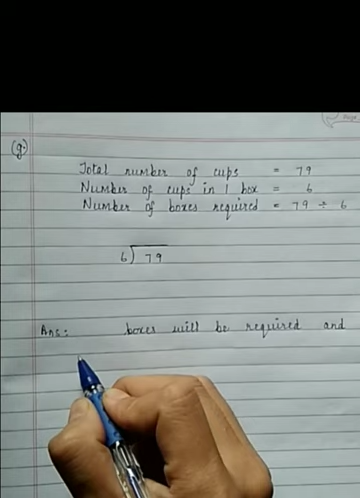 (g.)
Total number of cups = 79
Number of cups in 1 box = 6
Number of boxes required = 79 ÷ 6
6)79
Ans: boxes will be required and